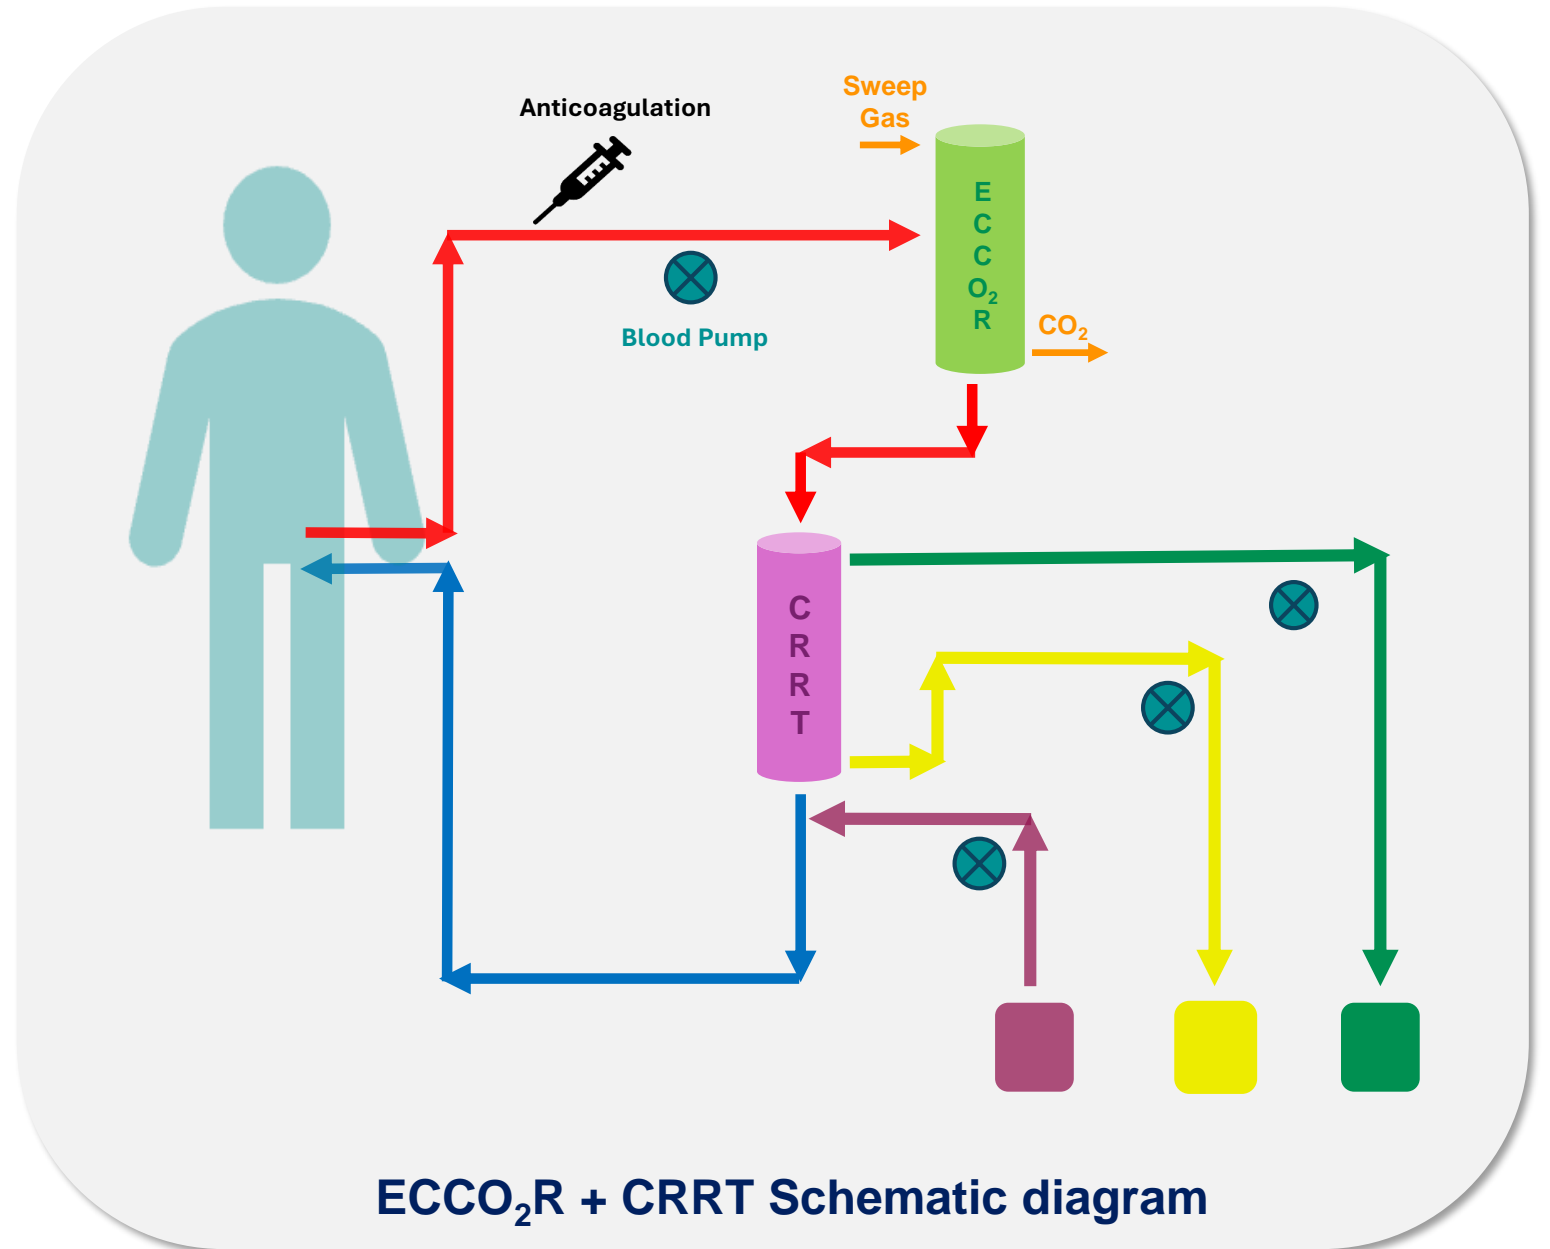 Anticoagulation
Sweep
Gas
E
C
C
O₂
R
CO₂
Blood Pump
C
R
R
T
ECCO₂R + CRRT Schematic diagram